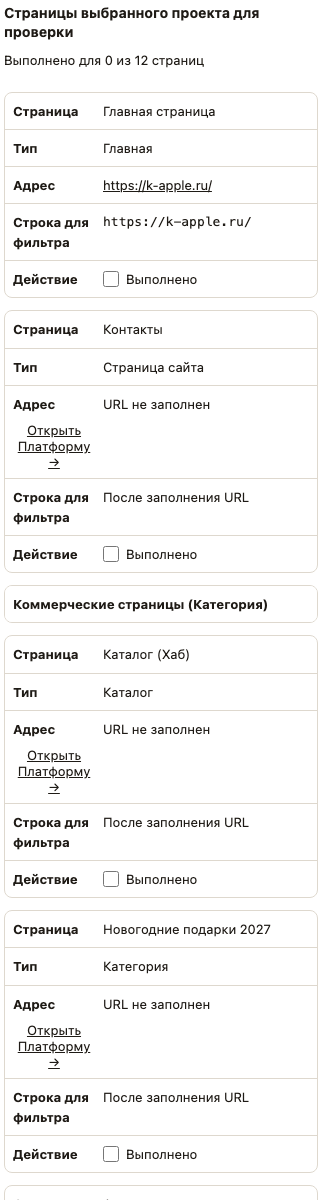 Страницы выбранного проекта для
проверки
Выполнено для 0 из 12 страниц
Страница Главная страница
Тип Главная
Адрес https://k-apple.ru/
Строка для https://k-apple.ru/
фильтра
Действие Выполнено
Страница Контакты
Тип Страница сайта
Адрес URL не заполнен
Открыть
Платформу
→
Строка для После заполнения URL
фильтра
Действие Выполнено
Коммерческие страницы (Категория)
Страница Каталог (Хаб)
Тип Каталог
Адрес URL не заполнен
Открыть
Платформу
→
Строка для После заполнения URL
фильтра
Действие Выполнено
Страница Новогодние подарки 2027
Тип Категория
Адрес URL не заполнен
Открыть
Платформу
→
Строка для После заполнения URL
фильтра
Действие Выполнено